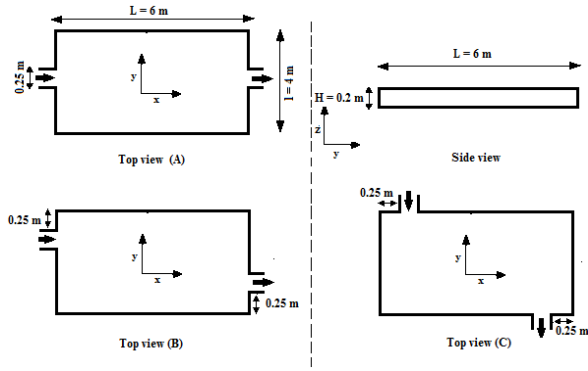 L = 6 m
0.25 m
y
x
l = 4 m
Top view (A)
L = 6 m
H = 0.2 m
z
y
Side view
0.25 m
y
x
0.25 m
Top view (B)
0.25 m
y
x
0.25 m
Top view (C)